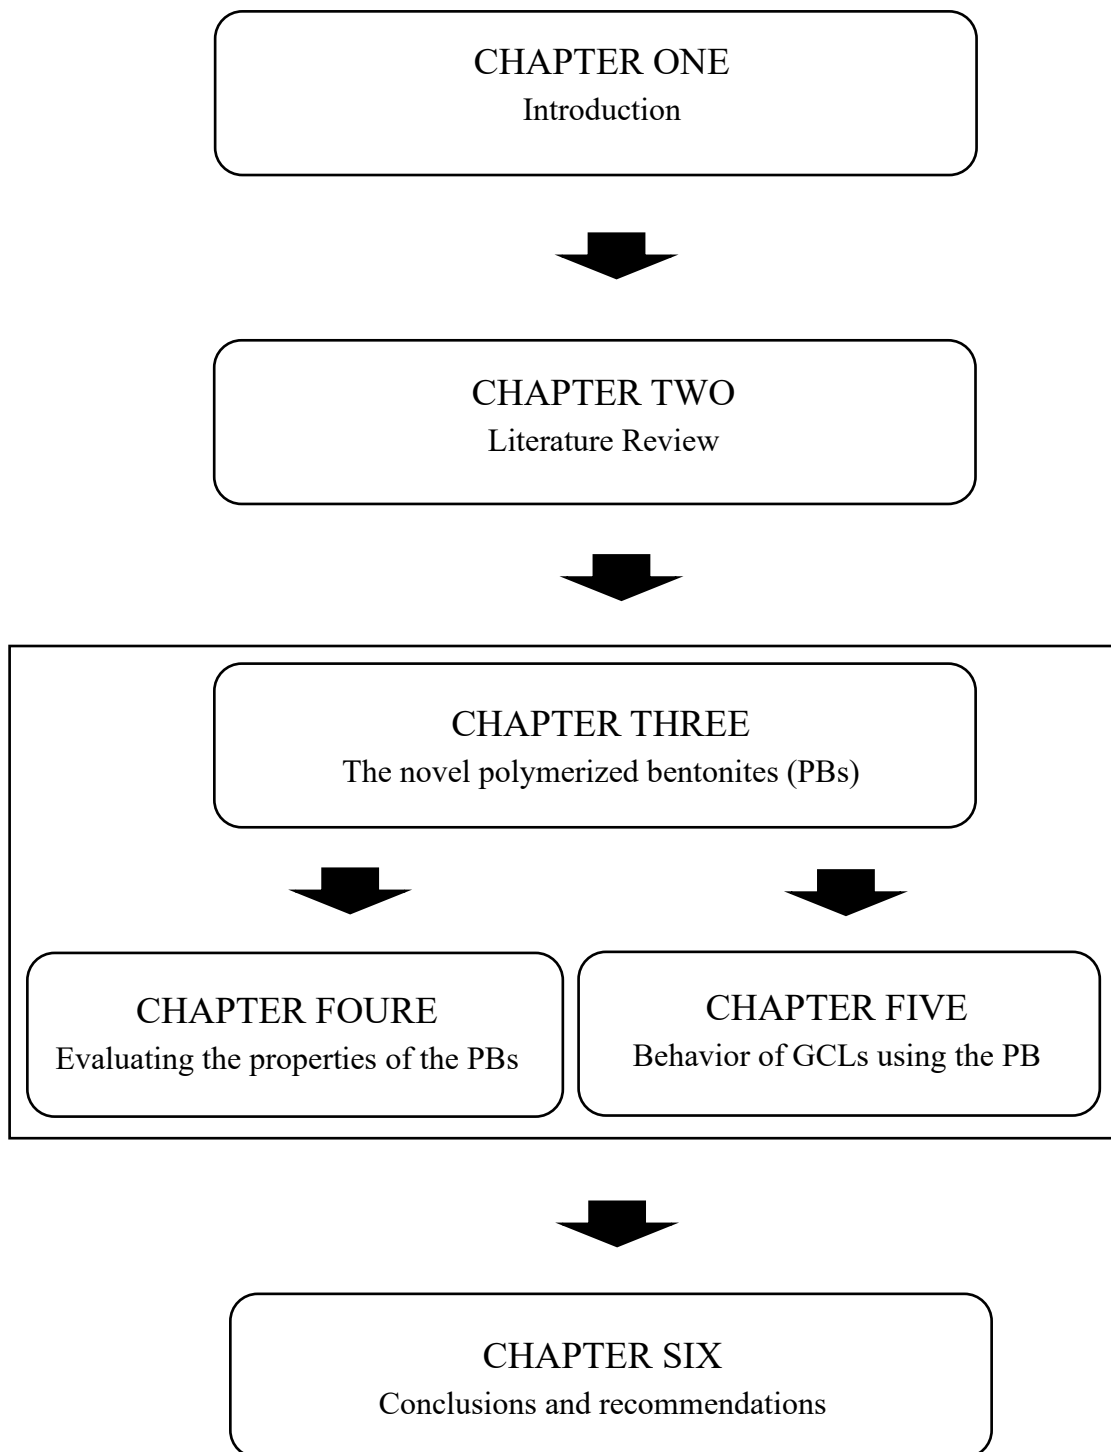 CHAPTER ONE
Introduction
CHAPTER TWO
Literature Review
CHAPTER THREE
The novel polymerized bentonites (PBs)
CHAPTER FOURE
Evaluating the properties of the PBs
CHAPTER FIVE
Behavior of GCLs using the PB
CHAPTER SIX
Conclusions and recommendations